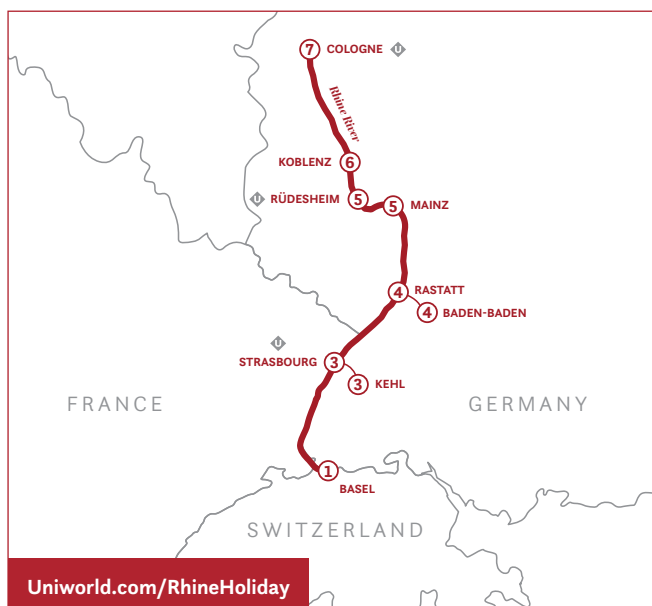 7 COLOGNE U
Rhine River
KOBLENZ 6
U RÜDESHEIM 5 5 MAINZ
4 RASTATT
4 BADEN-BADEN
U
STRASBOURG 3
3 KEHL
FRANCE GERMANY
1
BASEL
SWITZERLAND
Uniworld.com/RhineHoliday